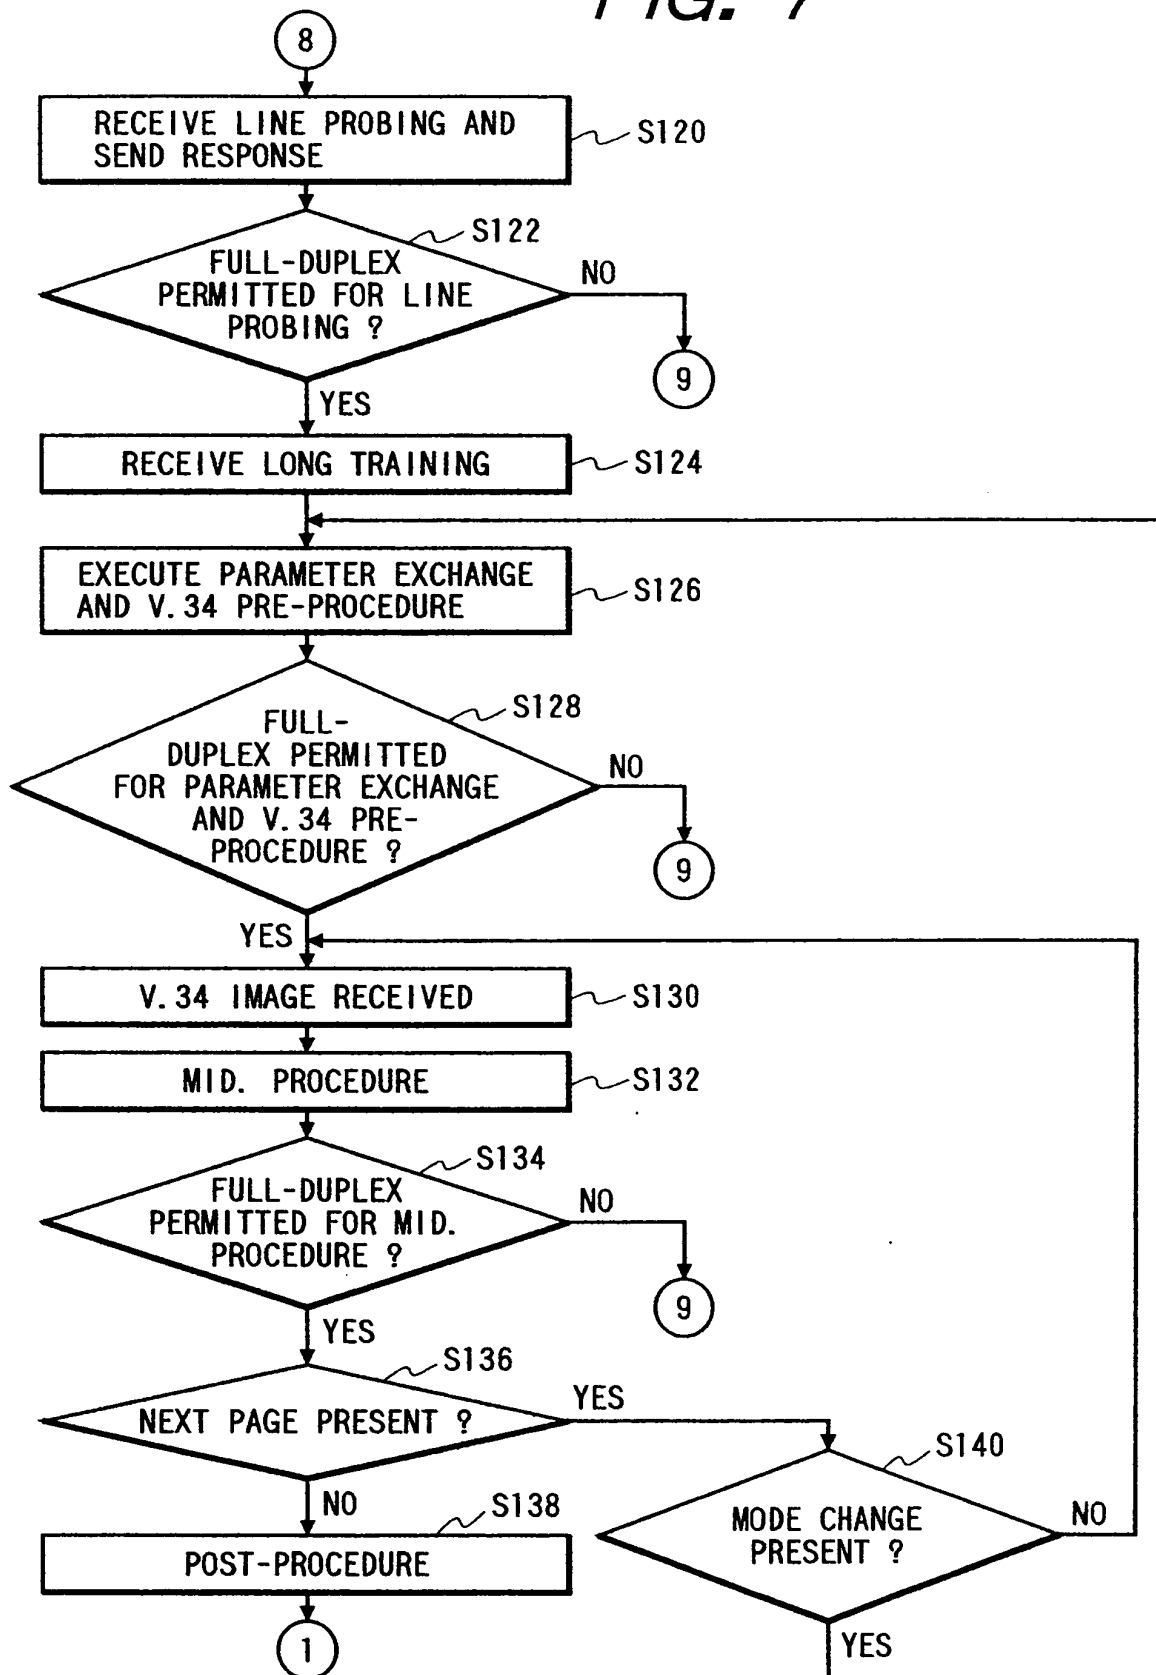 FIG. 7
8
RECEIVE LINE PROBING AND
SEND RESPONSE
S120
S122
FULL-DUPLEX
PERMITTED FOR LINE
PROBING ?
NO
9
YES
RECEIVE LONG TRAINING
S124
EXECUTE PARAMETER EXCHANGE
AND V.34 PRE-PROCEDURE
S126
S128
FULL-
DUPLEX PERMITTED
FOR PARAMETER EXCHANGE
AND V.34 PRE-
PROCEDURE ?
NO
9
YES
V.34 IMAGE RECEIVED
S130
MID. PROCEDURE
S132
S134
FULL-DUPLEX
PERMITTED FOR MID.
PROCEDURE ?
NO
9
YES
S136
NEXT PAGE PRESENT ?
YES
S140
MODE CHANGE
PRESENT ?
NO
YES
NO
S138
POST-PROCEDURE
1